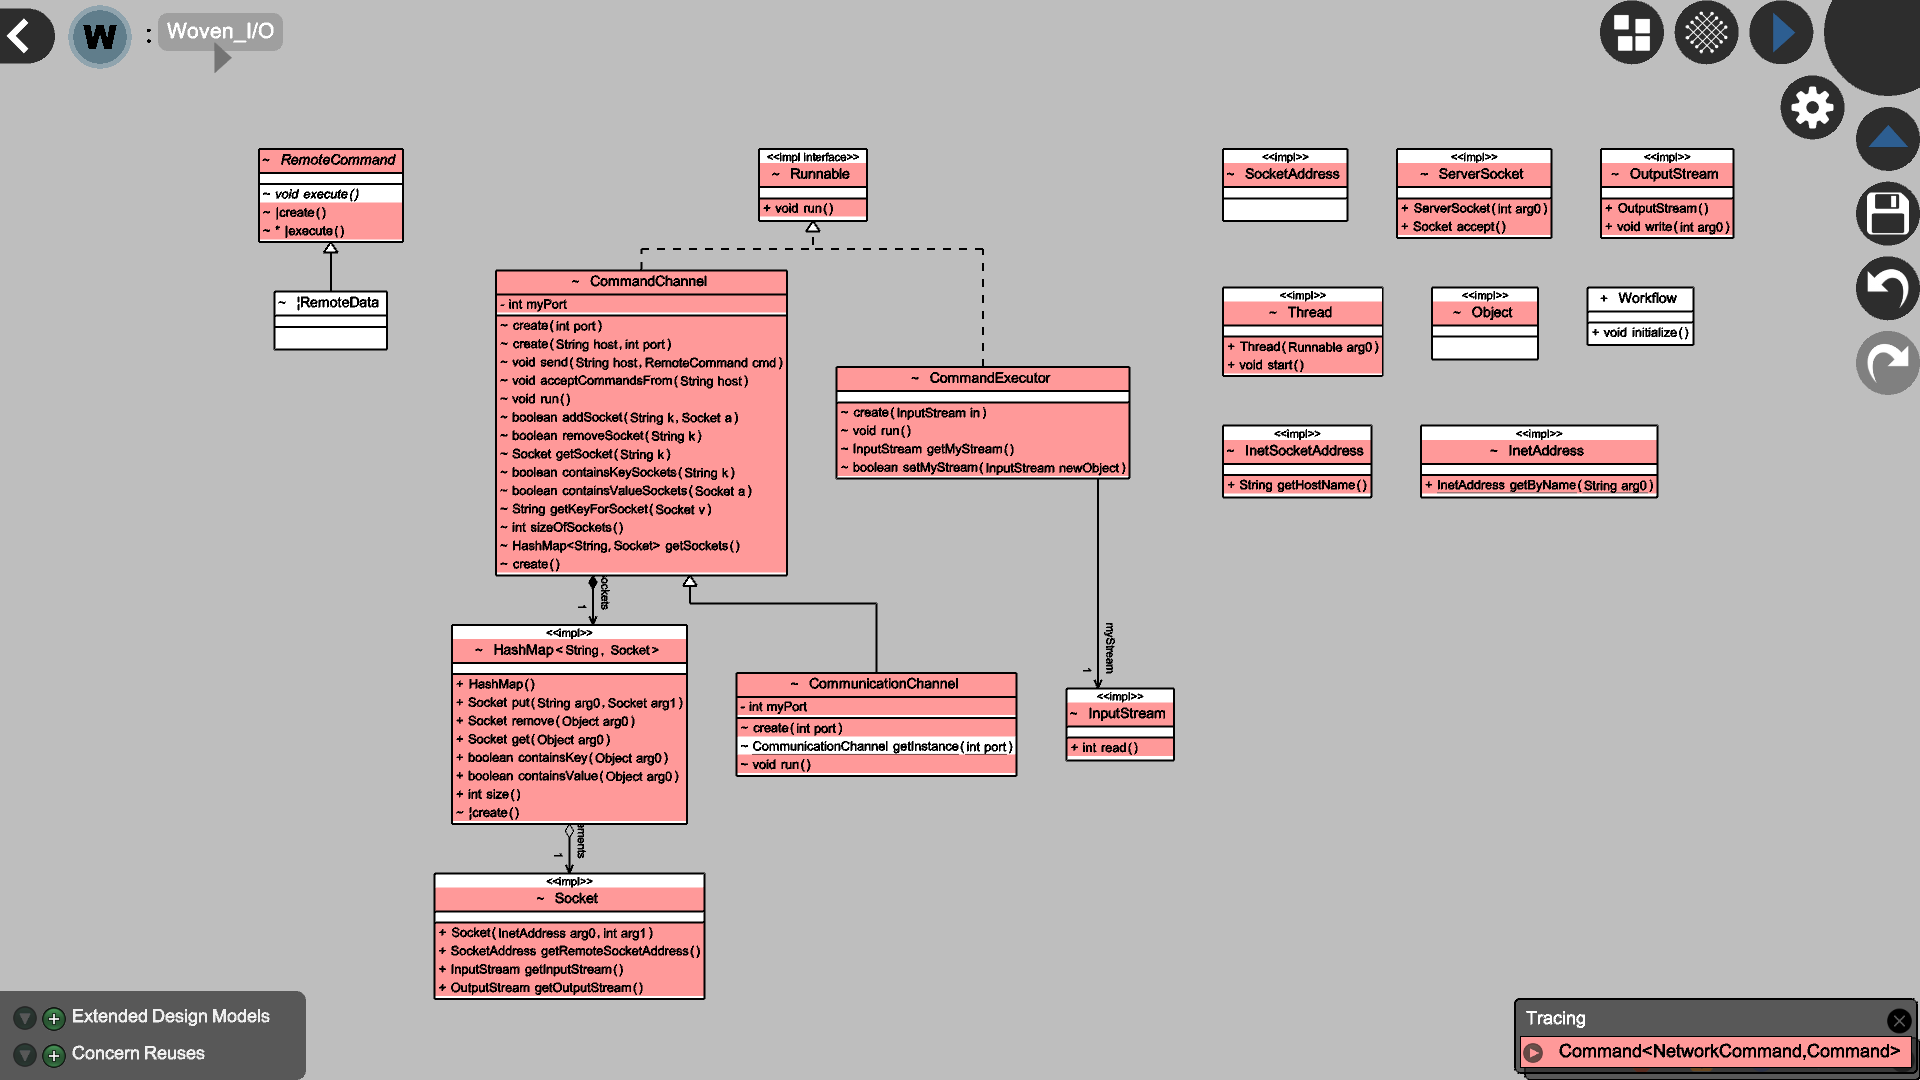 W : Woven_I/O
~ RemoteCommand
~ void execute()
~ |create()
~ * |execute()
~ ¦RemoteData
<<impl interface>>
~ Runnable
+ void run()
~ CommandChannel
- int myPort
~ create(int port)
~ create(String host, int port)
~ void send(String host, RemoteCommand cmd)
~ void acceptCommandsFrom(String host)
~ void run()
~ boolean addSocket(String k, Socket a)
~ boolean removeSocket(String k)
~ Socket getSocket(String k)
~ boolean containsKeySockets(String k)
~ boolean containsValueSockets(Socket a)
~ String getKeyForSocket(Socket v)
~ int sizeOfSockets()
~ HashMap<String, Socket> getSockets()
~ create()
1
<<impl>>
~ HashMap<String, Socket>
+ HashMap()
+ Socket put(String arg0, Socket arg1)
+ Socket remove(Object arg0)
+ Socket get(Object arg0)
+ boolean containsKey(Object arg0)
+ boolean containsValue(Object arg0)
+ int size()
~ ¦create()
1
<<impl>>
~ Socket
+ Socket(InetAddress arg0, int arg1)
+ SocketAddress getRemoteSocketAddress()
+ InputStream getInputStream()
+ OutputStream getOutputStream()
~ CommunicationChannel
- int myPort
~ create(int port)
~ CommunicationChannel getInstance(int port)
~ void run()
~ CommandExecutor
~ create(InputStream in)
~ void run()
~ InputStream getMyStream()
~ boolean setMyStream(InputStream newObject)
myStream
1
<<impl>>
~ InputStream
+ int read()
<<impl>>
~ SocketAddress
<<impl>>
~ ServerSocket
+ ServerSocket(int arg0)
+ Socket accept()
<<impl>>
~ OutputStream
+ OutputStream()
+ void write(int arg0)
<<impl>>
~ Thread
+ Thread(Runnable arg0)
+ void start()
<<impl>>
~ Object
+ Workflow
+ void initialize()
<<impl>>
~ InetSocketAddress
+ String getHostName()
<<impl>>
~ InetAddress
+ InetAddress getByName(String arg0)
Extended Design Models
Concern Reuses
Tracing
Command<NetworkCommand,Command>